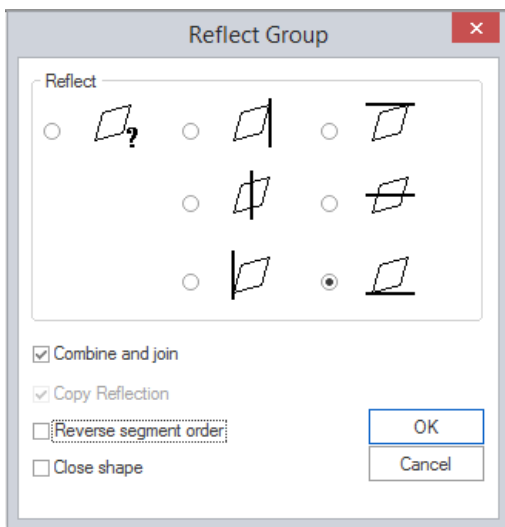 Reflect Group
Reflect
?
Combine and join
Copy Reflection
Reverse segment order
Close shape
OK
Cancel